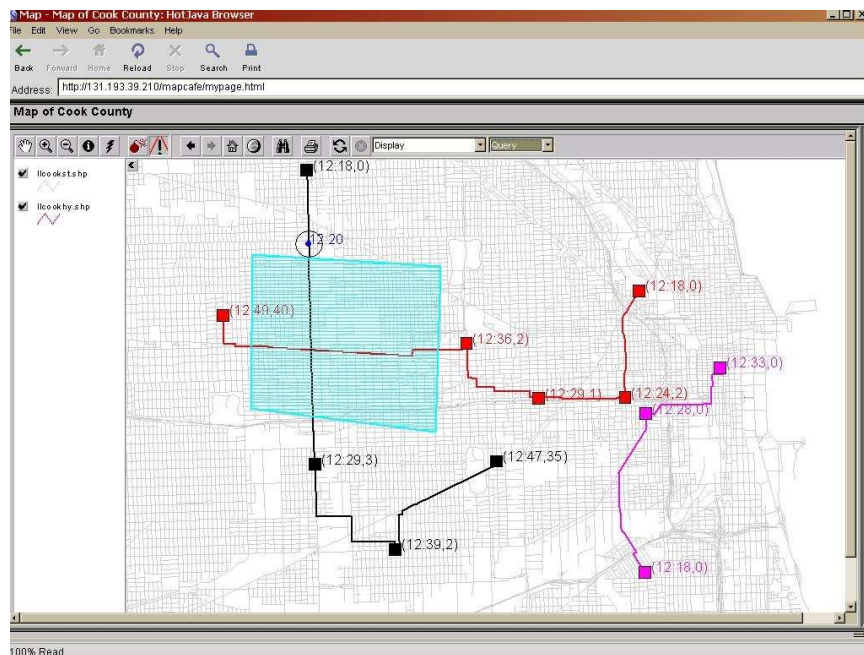 Map - Map of Cook County: HotJava Browser
File Edit View Go Bookmarks Help
Back Forward Home Reload Stop Search Print
Address: http://131.193.39.210/mapcafe/mypage.html
Map of Cook County
Display Query
Ilcookst.shp
Ilcookhy.shp
(12:18,0)
12:20
(12:18,0)
(12:49,40)
(12:36,2)
(12:33,0)
(12:29,1)
(12:24,2)
(12:28,0)
(12:29,3)
(12:47,35)
(12:39,2)
(12:18,0)
100% Read